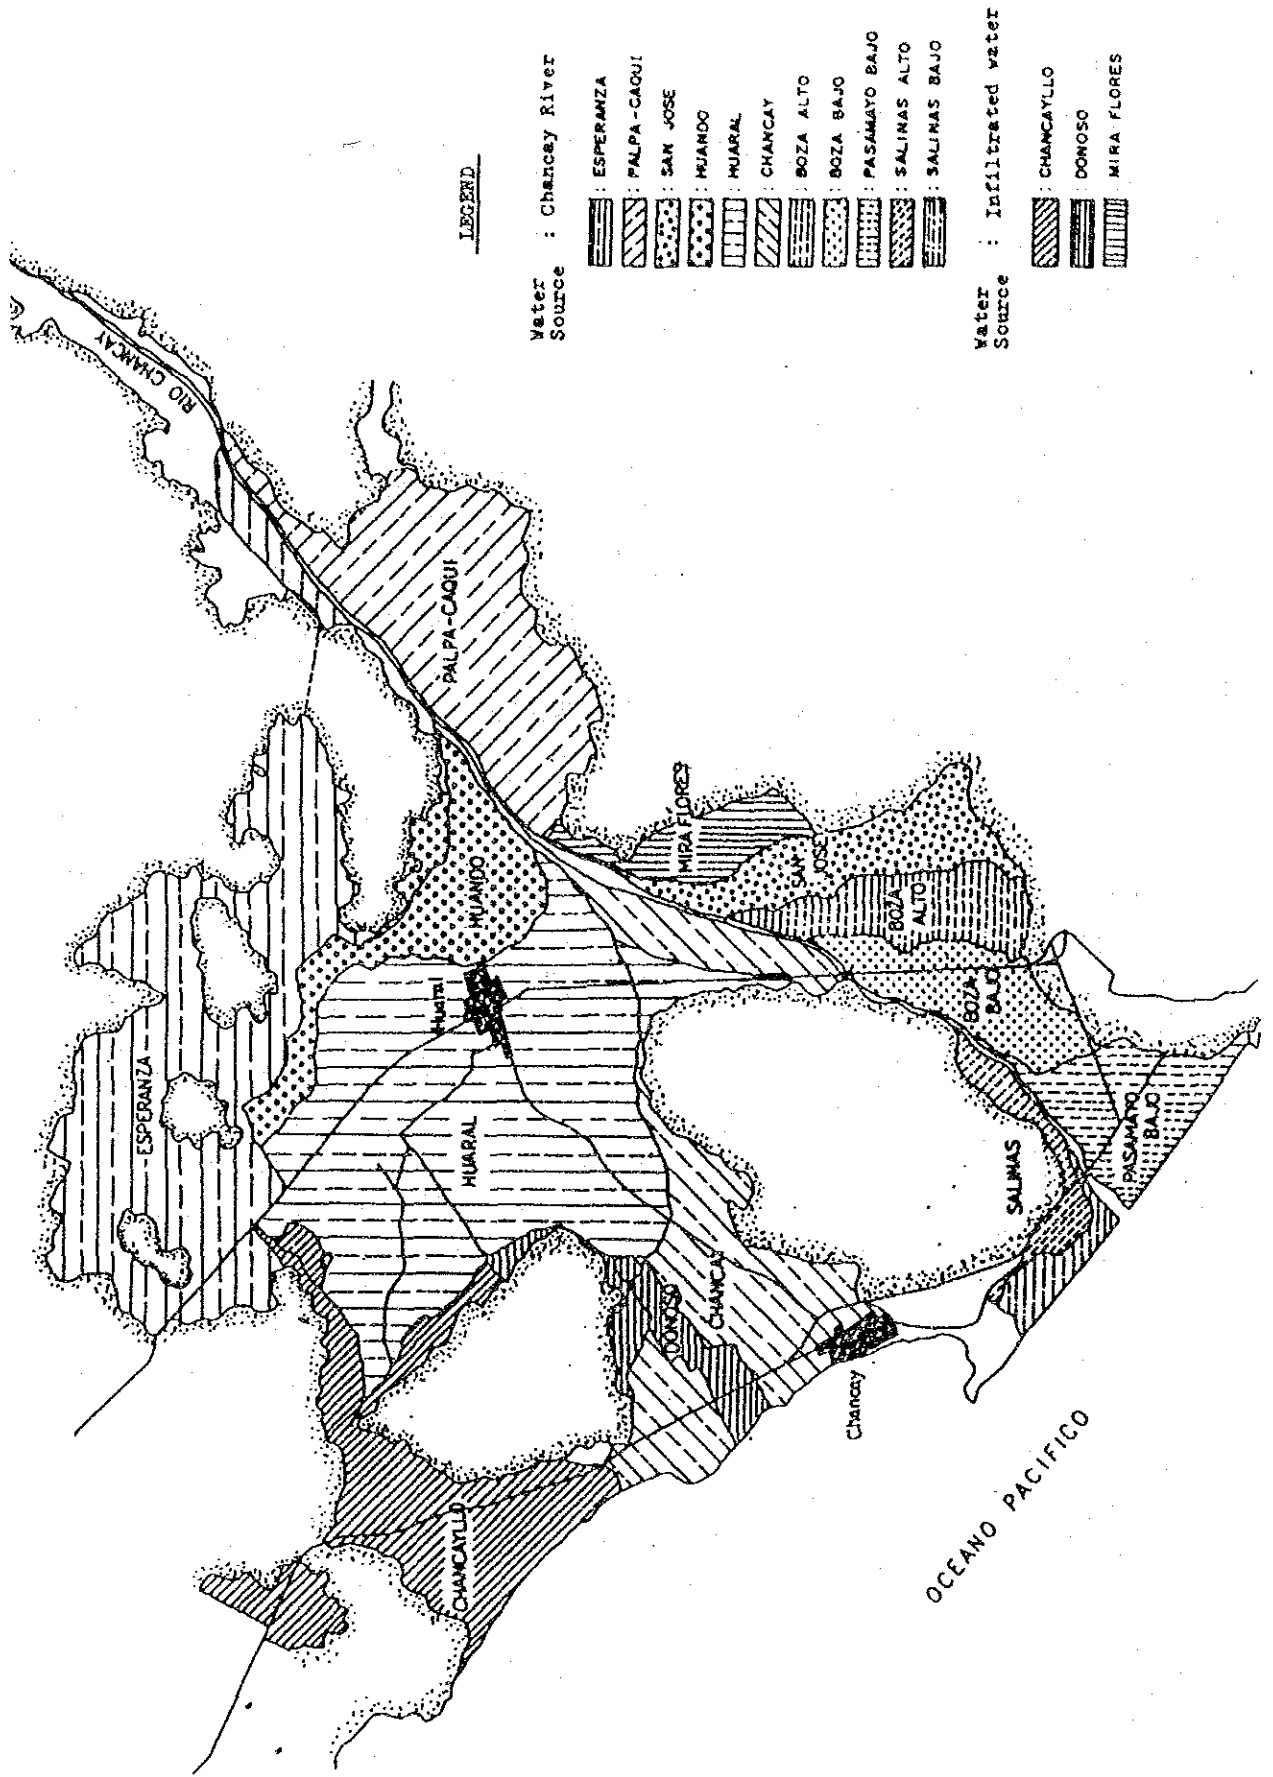 LEGEND
Water Source : Chancay River
: ESPERANZA
: PALPA-CAQUI
: SAN JOSE
: HUANDO
: HUARAL
: CHANCAY
: BOZA ALTO
: BOZA BAJO
: PASAMAYO BAJO
: SALINAS ALTO
: SALINAS BAJO
Water Source : Infiltrated water
: CHANCAYLLO
: DONOSO
: MIRA FLORES
RIO CHANCAY
PALPA-CAQUI
ESPERANZA
HUANDO
Huaral
HUARAL
MIRA FLORES
SAN JOSE
BOZA ALTO
BOZA BAJO
PASAMAYO BAJO
SALINAS
CHANCAY
DONOSO
Chancay
CHANCAYLLO
OCEANO PACIFICO